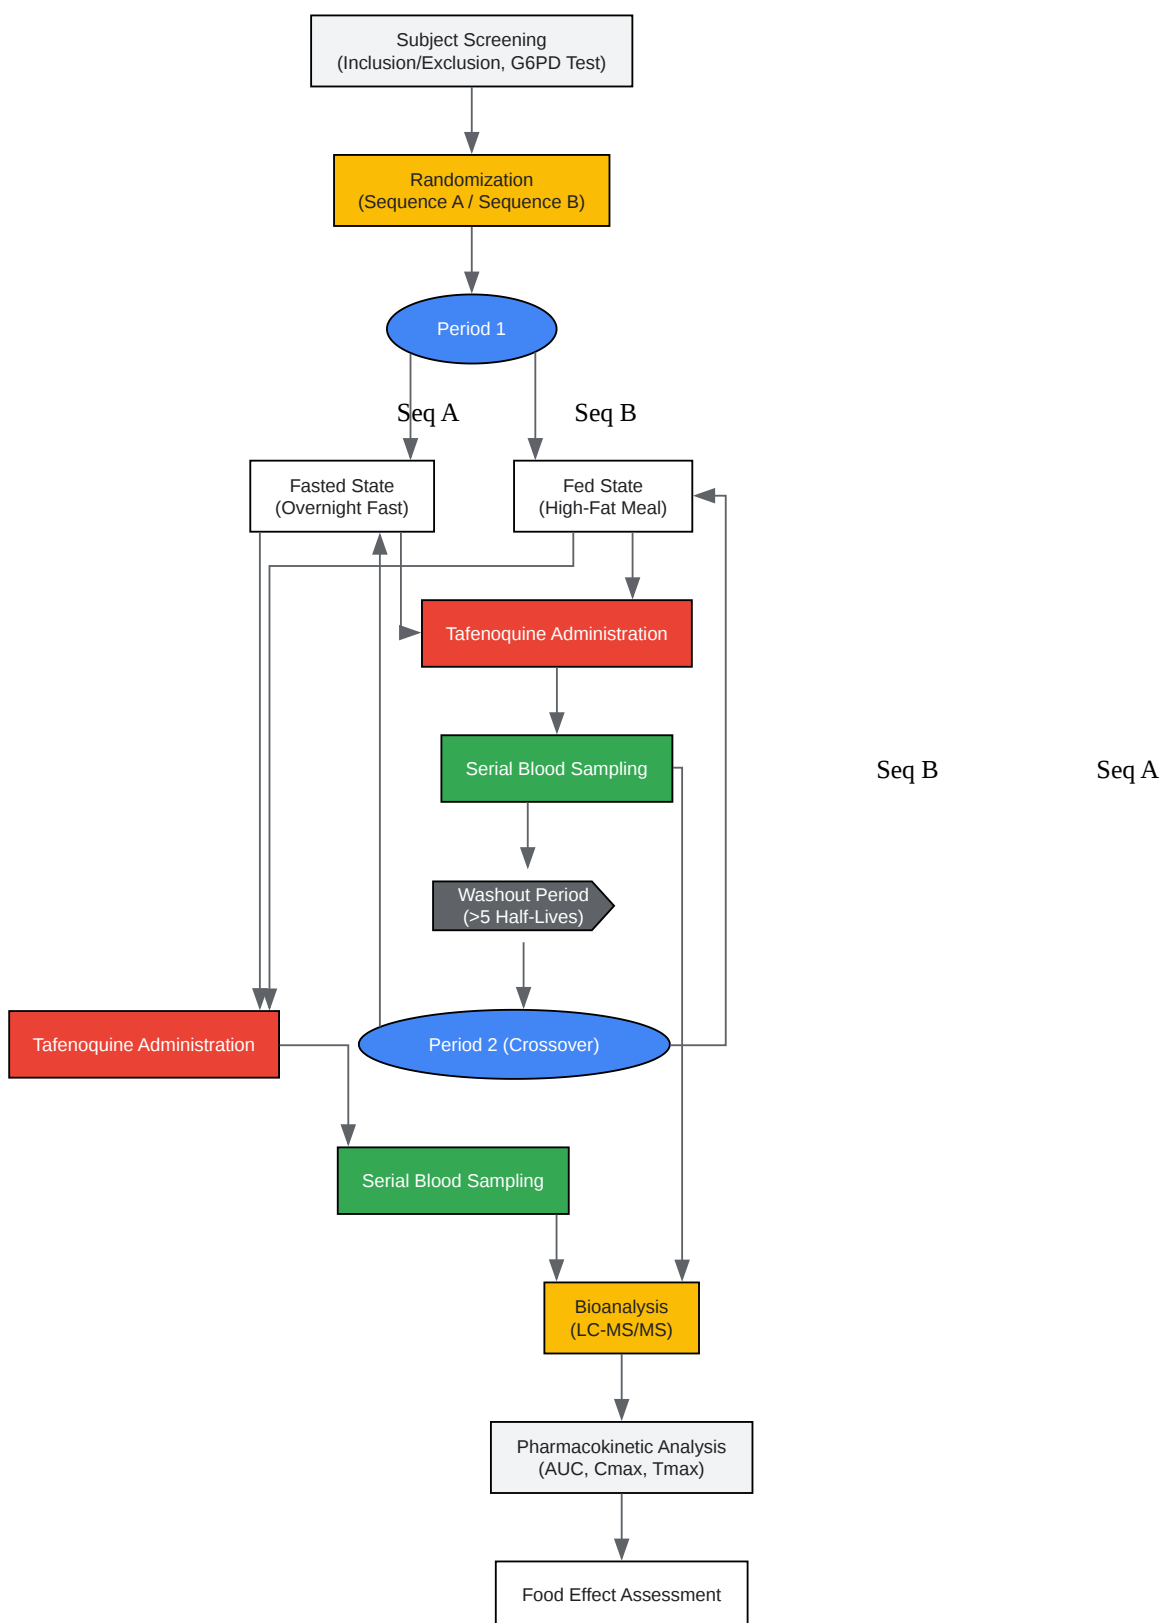 Subject Screening
(Inclusion/Exclusion, G6PD Test)
Randomization
(Sequence A / Sequence B)
Period 1
Seq A
Seq B
Fasted State
(Overnight Fast)
Fed State
(High-Fat Meal)
Tafenoquine Administration
Serial Blood Sampling
Seq B
Seq A
Washout Period
(>5 Half-Lives)
Tafenoquine Administration
Period 2 (Crossover)
Serial Blood Sampling
Bioanalysis
(LC-MS/MS)
Pharmacokinetic Analysis
(AUC, Cmax, Tmax)
Food Effect Assessment